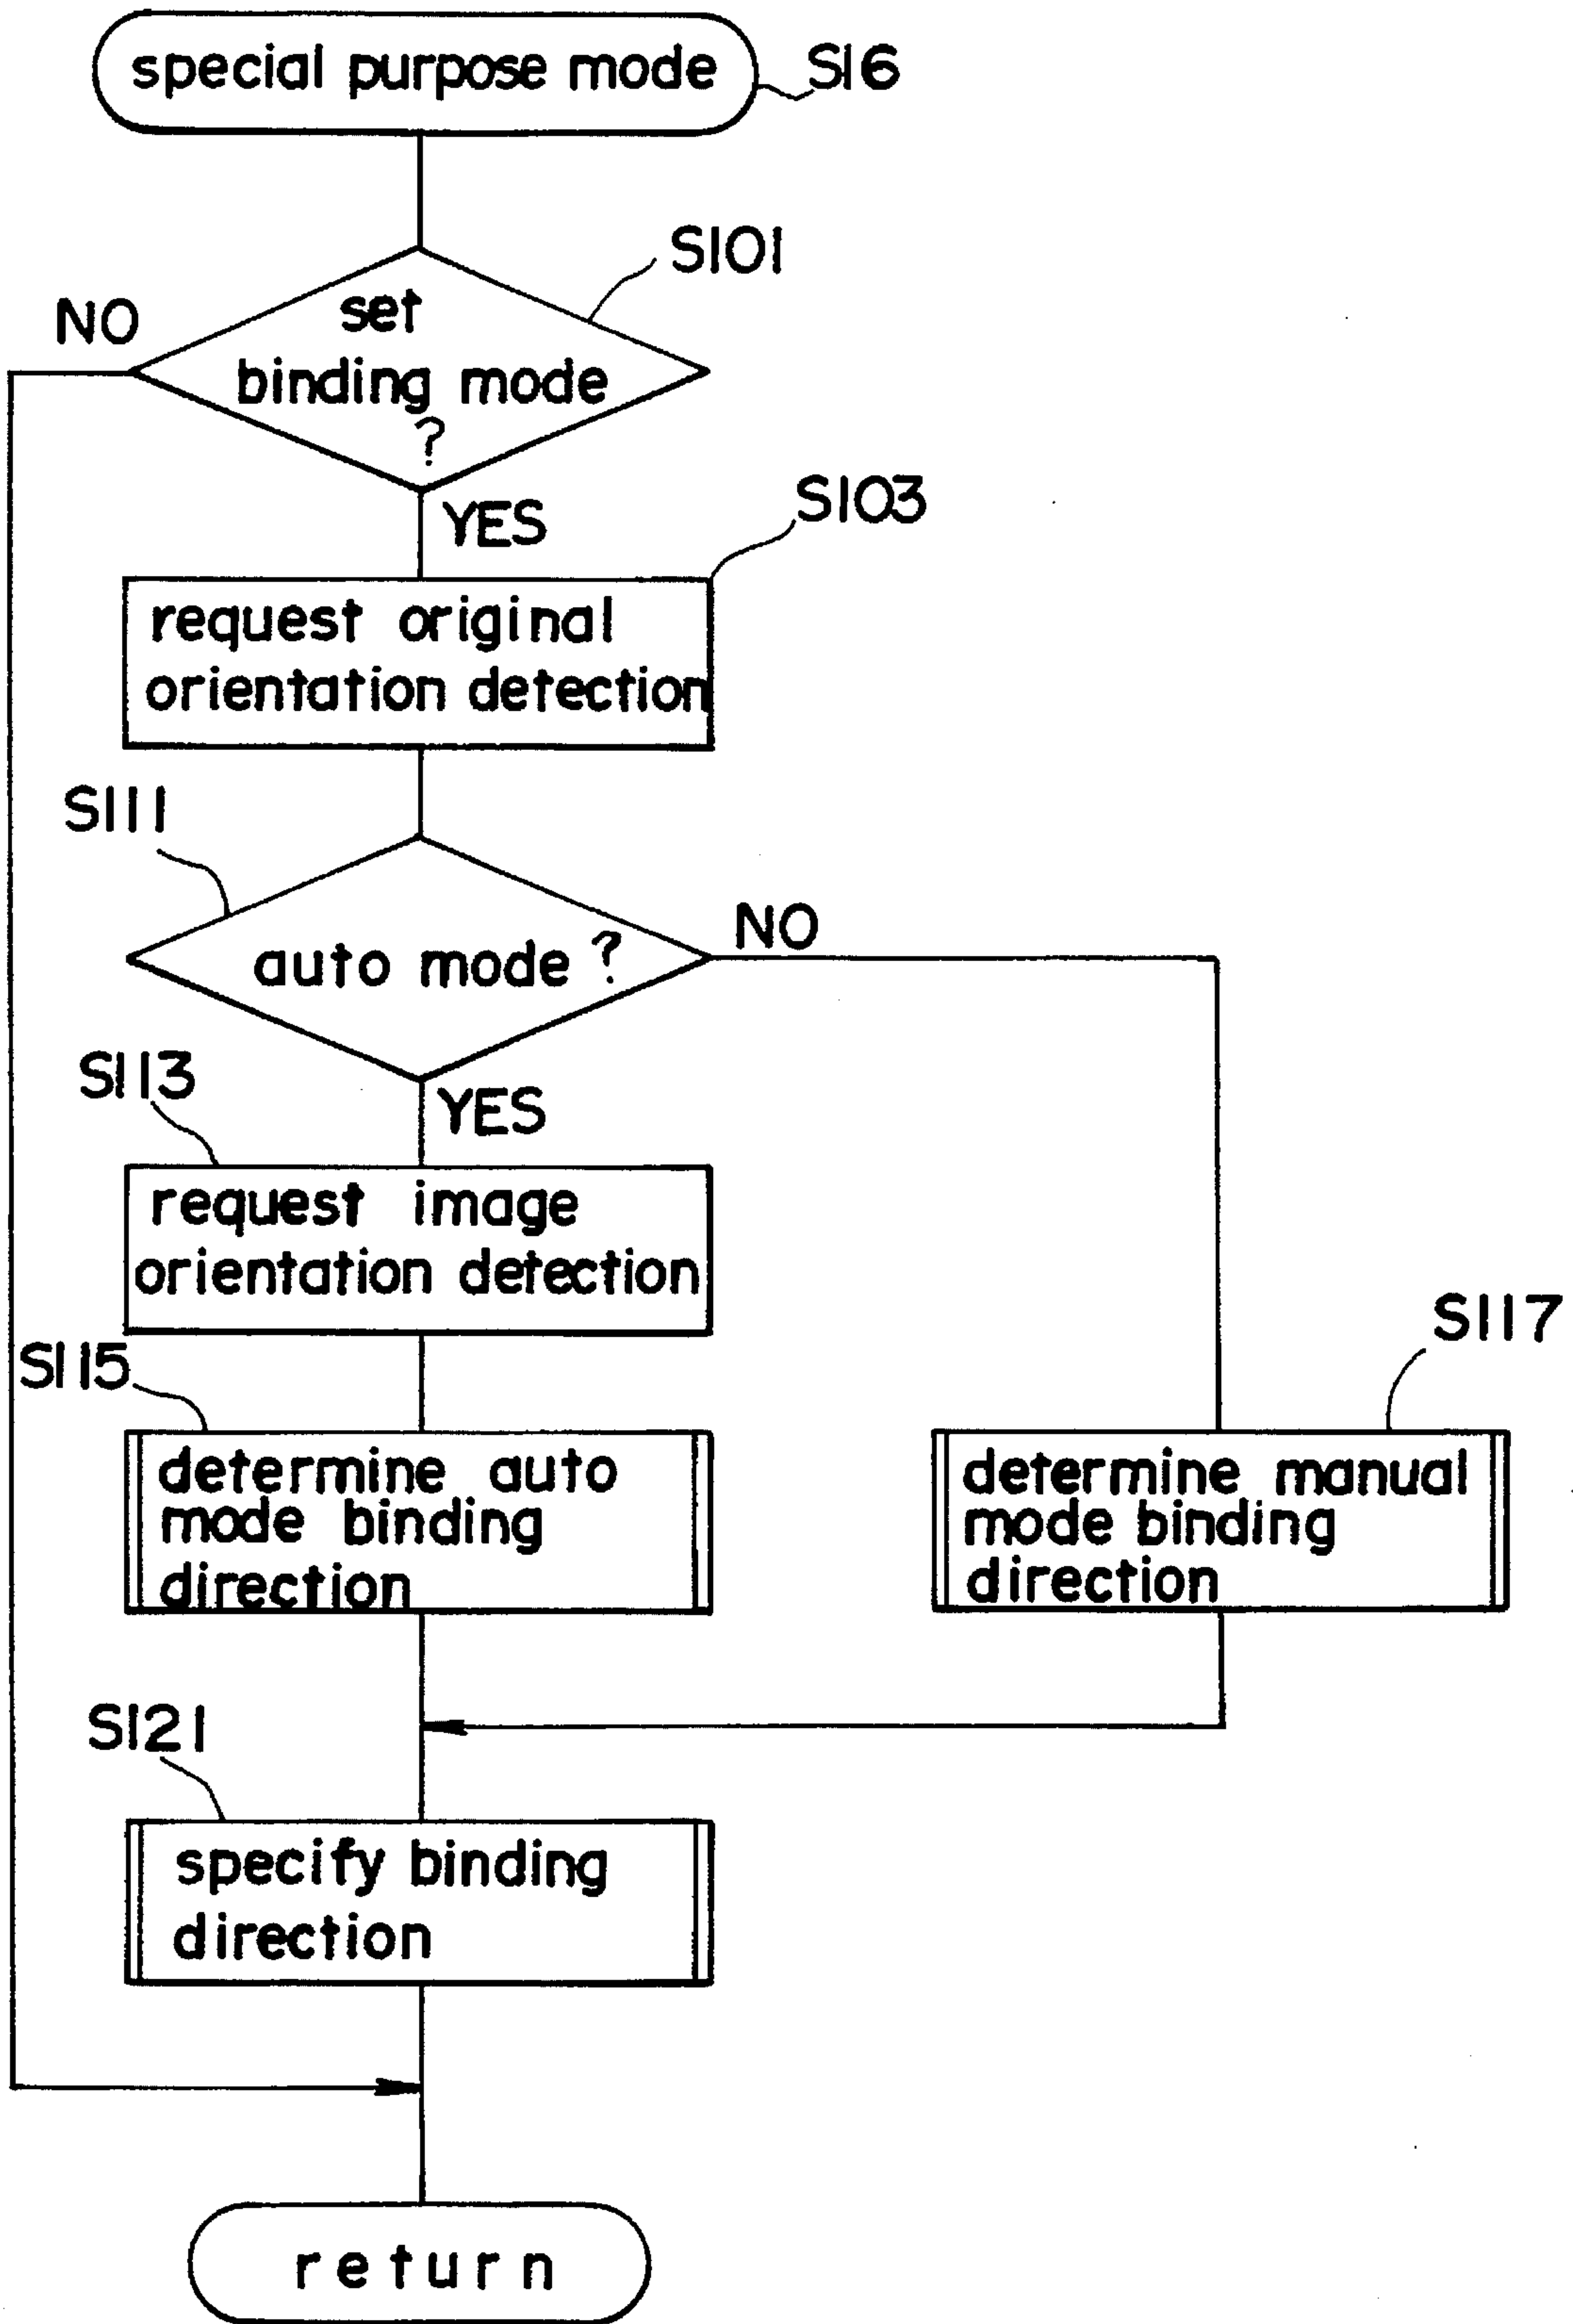 special purpose mode
S16
S101
set
binding mode
?
NO
YES
S103
request original
orientation detection
S111
auto mode ?
NO
YES
S113
request image
orientation detection
S115
determine auto
mode binding
direction
S117
determine manual
mode binding
direction
S121
specify binding
direction
return